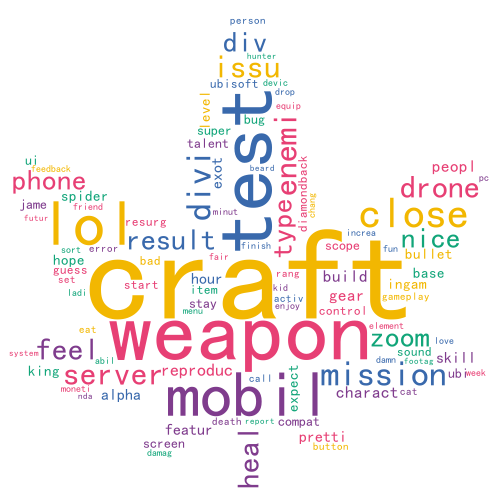 person
div
hunter
issu
ubisoft
devic
drop
level
equip
bug
super
talent
test
enemi
type
diamondback
chang
exot
beard
divi
minut
ui
feedback
phone
spider
jame
friend
futur
lol
resurg
result
finish
peopl
pc
drone
close
nice
bullet
increa
fun
sort
error
fair
scope
hope
bad
guess
set
start
hour
item
stay
menu
rang
kid
activ
enjoy
build
gear
control
base
ingam
gameplay
ladi
craft
weapon
element
zoom
eat
feel
system
abil
king
server
reproduc
moneti
nda
alpha
mobil
call
expect
mission
damn
love
sound
footag
skill
ubi
week
charact
cat
death
report
compat
featur
screen
damag
heal
pretti
button